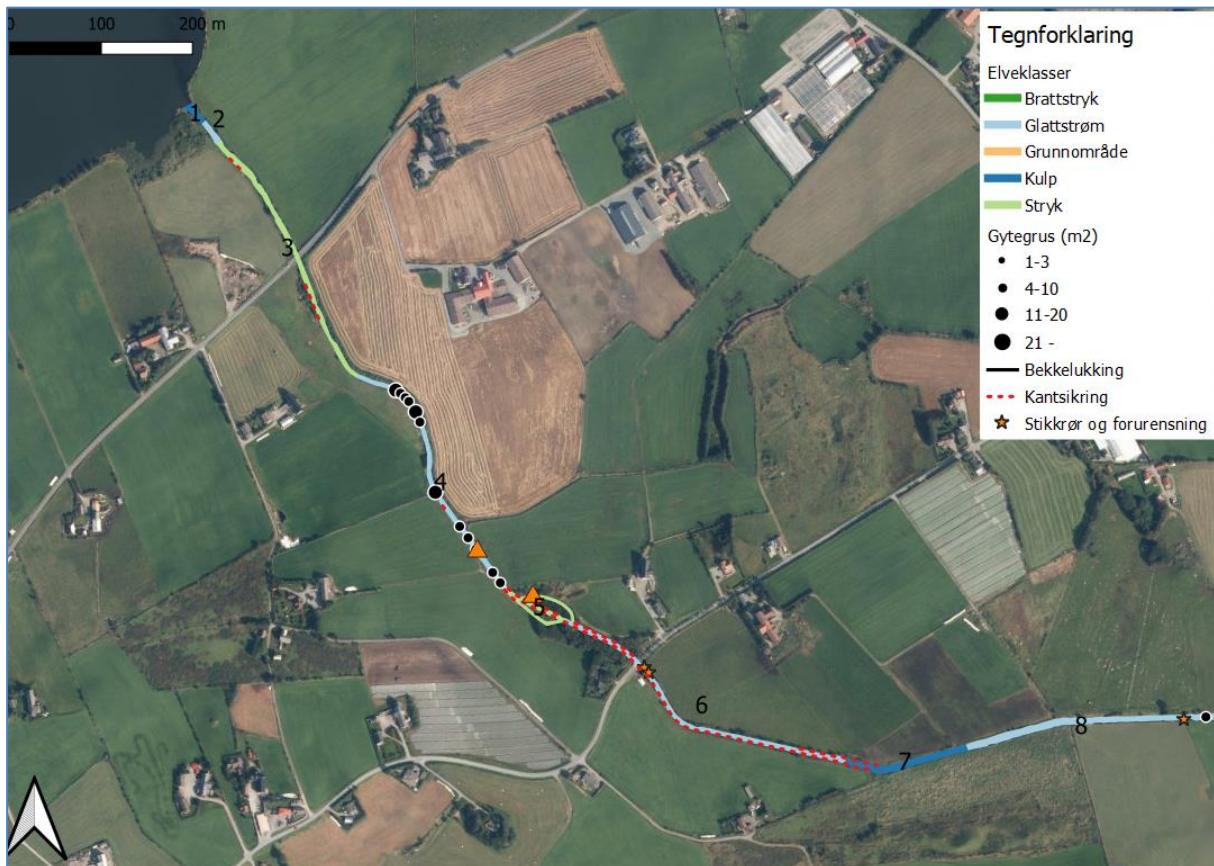 0 100 200 m
Tegnforklaring
Elveklasser
Brattstryk
Glattstrøm
Grunnområde
Kulp
Stryk
Gytegrus (m2)
1-3
4-10
11-20
21 -
Bekkelukking
Kantsikring
Stikkrør og forurensning
1
2
3
4
5
6
7
8